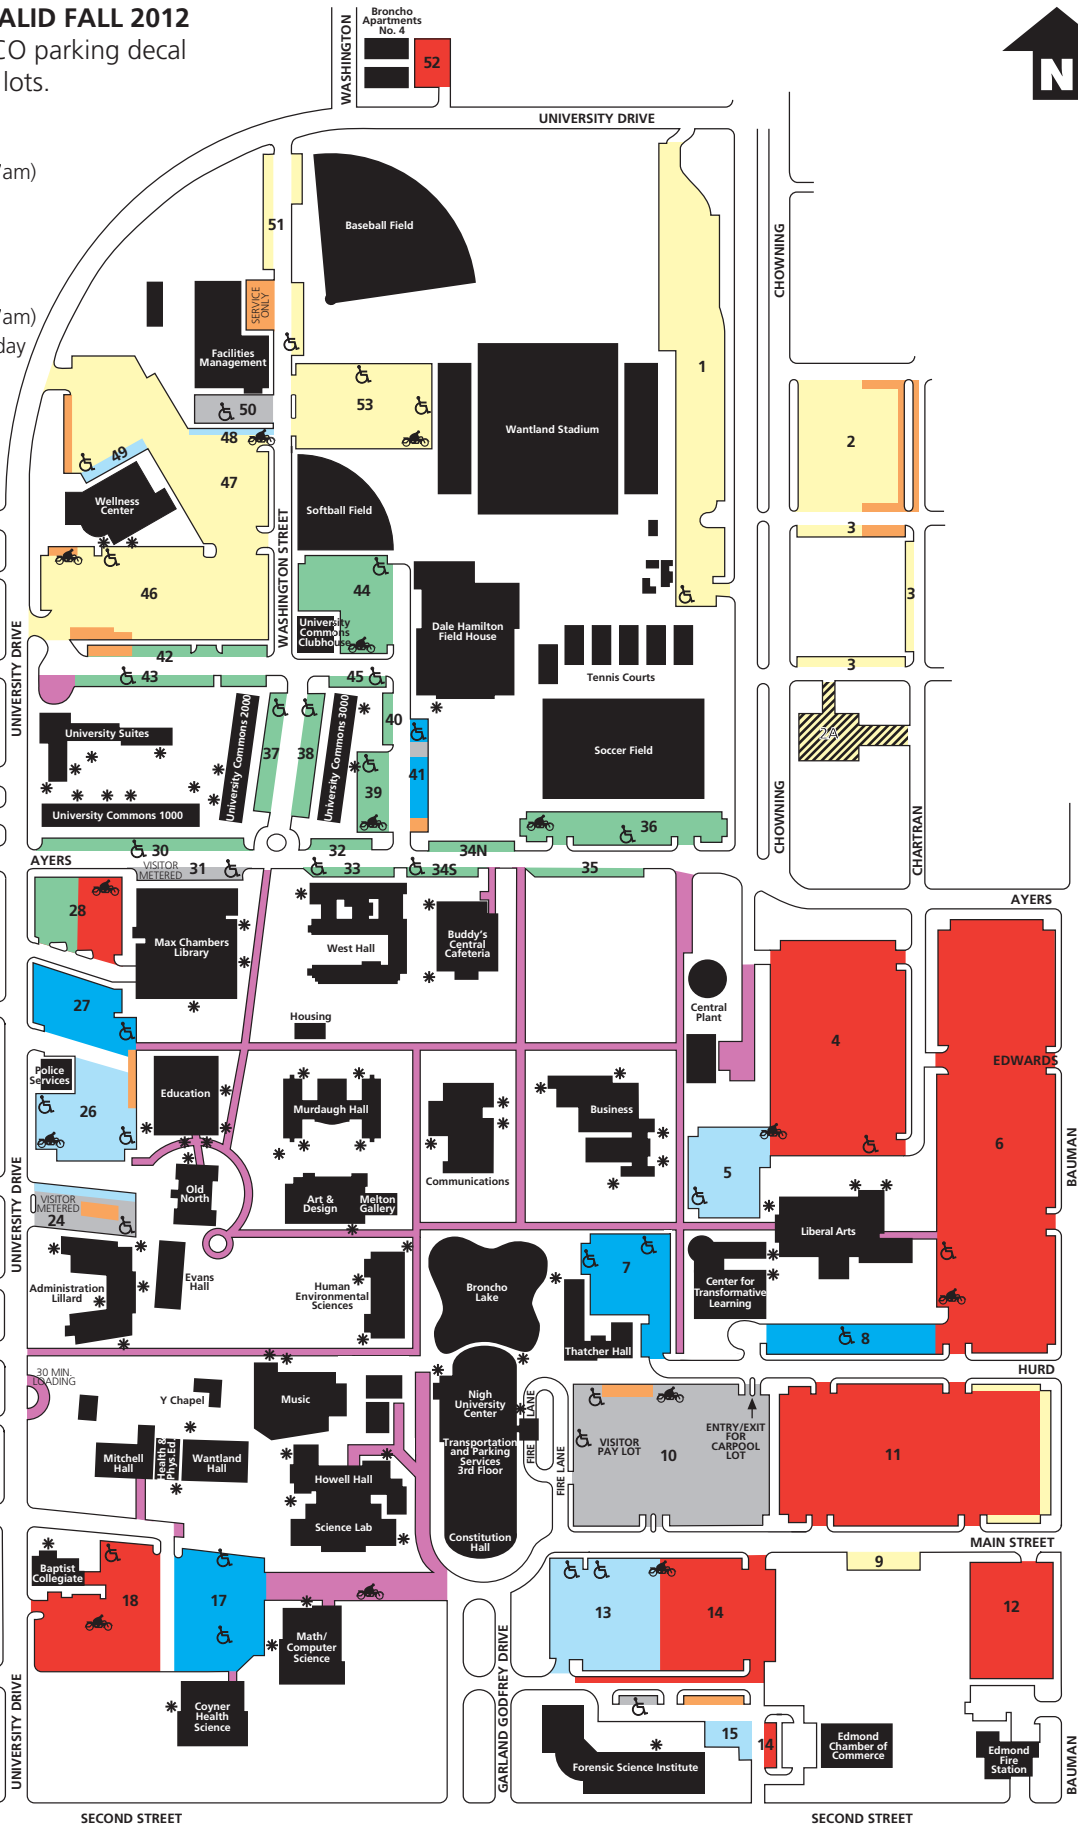 ALID FALL 2012
CO parking decal
lots.
7am)
7am)
day
N
WASHINGTON
Broncho
Apartments
No. 4
52
UNIVERSITY DRIVE
51
Baseball Field
SERVICE
ONLY
CHOWNING
Facilities
Management
1
50
53
48
49
47
Wantland Stadium
2
Wellness
Center
Softball Field
WASHINGTON STREET
3
46
44
3
University
Commons
Clubhouse
Dale Hamilton
Field House
UNIVERSITY DRIVE
42
43
45
3
Tennis Courts
University Suites
University Commons 2000
37
38
University Commons 3000
40
41
39
Soccer Field
2A
CHOWNING
CHARTRAN
University Commons 1000
36
30
32
34N
AYERS
VISITOR
METERED
31
33
34S
35
AYERS
28
Max Chambers
Library
West Hall
Buddy's
Central
Cafeteria
27
Housing
Central
Plant
4
EDWARDS
6
Police
Services
26
Education
Murdaugh Hall
Communications
Business
5
BAUMAN
UNIVERSITY DRIVE
VISITOR
METERED
24
Old
North
Art &
Design
Melton
Gallery
Liberal Arts
Administration
Lillard
Evans
Hall
Human
Environmental
Sciences
Broncho
Lake
7
Center for
Transformative
Learning
Thatcher Hall
8
HURD
30 MIN.
LOADING
Y Chapel
Music
Nigh
University
Center
Transportation
and Parking
Services
3rd Floor
FIRE LANE
FIRE LANE
VISITOR
PAY LOT
10
ENTRY/EXIT
FOR
CARPOOL
LOT
11
Mitchell
Hall
Health &
Phys.Ed.
Wantland
Hall
Howell Hall
Science Lab
Constitution
Hall
MAIN STREET
Baptist
Collegiate
18
17
Math/
Computer
Science
13
14
9
12
Coyner
Health
Science
UNIVERSITY DRIVE
GARLAND GODFREY DRIVE
15
14
Forensic Science Institute
Edmond
Chamber of
Commerce
Edmond
Fire
Station
BAUMAN
SECOND STREET
SECOND STREET